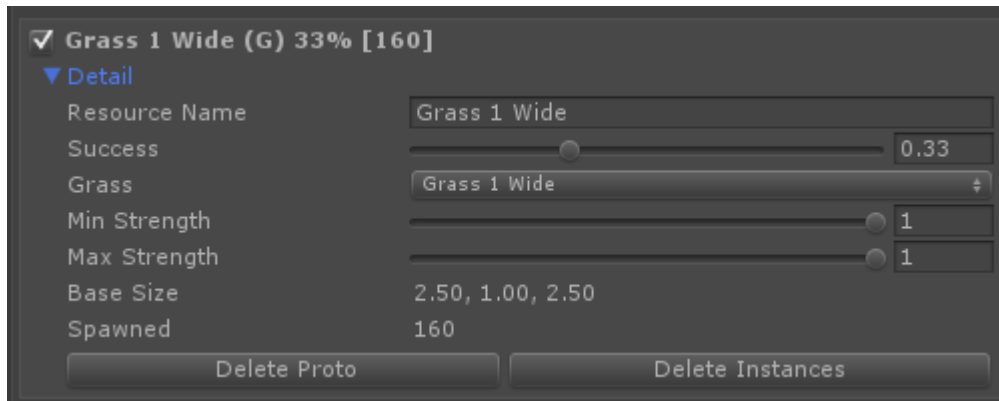 Grass 1 Wide (G) 33% [160]
Detail
Resource Name Grass 1 Wide
Success 0.33
Grass Grass 1 Wide
Min Strength 1
Max Strength 1
Base Size 2.50, 1.00, 2.50
Spawned 160
Delete Proto Delete Instances